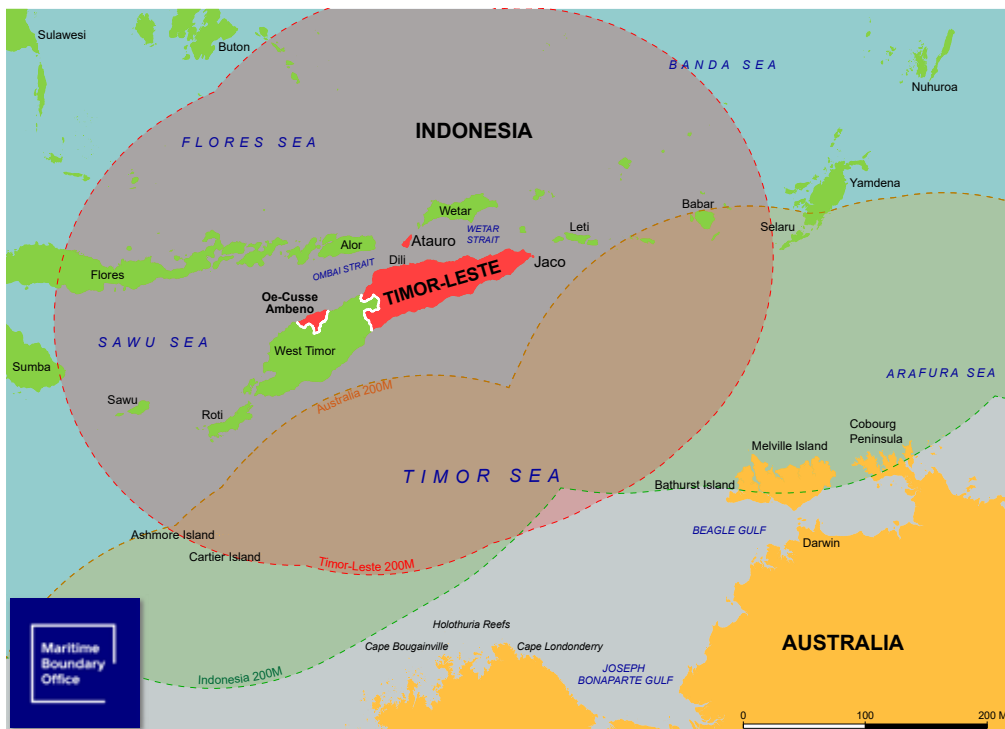 Sulawesi
Buton
BANDA SEA
Nuhuroa
FLORES SEA
INDONESIA
Yamdena
Wetar
Babar
WETAR
STRAIT
Leti
Selaru
Alor
Atauro
Dili
Jaco
OMBAI STRAIT
Flores
TIMOR-LESTE
Oe-Cusse
Ambeno
SAWU SEA
West Timor
Sumba
Australia 200M
ARAFURA SEA
Sawu
Roti
Cobourg
Peninsula
Melville Island
TIMOR SEA
Bathurst Island
Ashmore Island
BEAGLE GULF
Darwin
Cartier Island
Timor-Leste 200M
Holothuria Reefs
Cape Bougainville
Cape Londonderry
AUSTRALIA
JOSEPH
BONAPARTE GULF
Indonesia 200M
Maritime
Boundary
Office
0
100
200 M